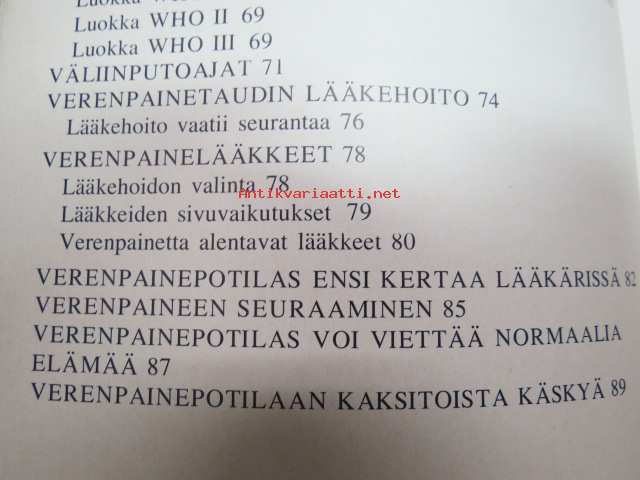 Luokka
Luokka WHO II 69
Luokka WHO III 69
VÄLIINPUTOAJAT 71
VERENPAINETAUDIN LÄÄKEHOITO 74
Lääkehoito vaatii seurantaa 76
VERENPAINELÄÄKKEET 78
Lääkehoidon valinta 78
Antikvariaatti.net
Lääkkeiden sivuvaikutukset 79
Verenpainetta alentavat lääkkeet 80
VERENPAINEPOTILAS ENSI KERTAA LÄÄKÄRISSÄ 82
VERENPAINEEN SEURAAMINEN 85
VERENPAINEPOTILAS VOI VIETTÄÄ NORMAALIA
ELÄMÄÄ 87
VERENPAINEPOTILAAN KAKSITOISTA KÄSKYÄ 89